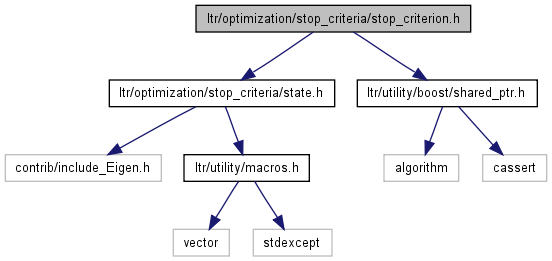 ltr/optimization/stop_criteria/stop_criterion.h
ltr/optimization/stop_criteria/state.h
ltr/utility/boost/shared_ptr.h
contrib/include_Eigen.h
ltr/utility/macros.h
algorithm
cassert
vector
stdexcept